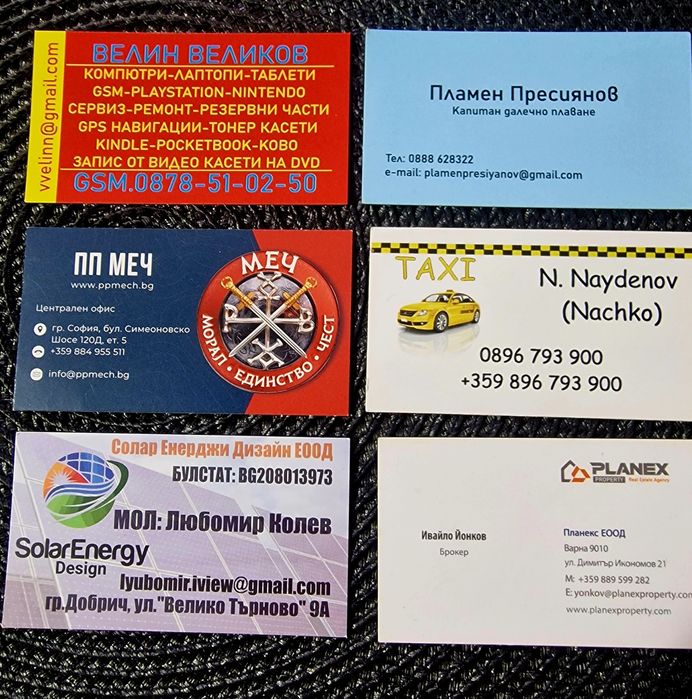 vvelinn@gmail.com
ВЕЛИН ВЕЛИКОВ
КОМПЮТРИ-ЛАПТОПИ-ТАБЛЕТИ
GSM-PLAYSTATION-NINTENDO
СЕРВИЗ-РЕМОНТ-РЕЗЕРВНИ ЧАСТИ
GPS НАВИГАЦИИ-ТОНЕР КАСЕТИ
KINDLE-POCKETBOOK-КОВО
ЗАПИС ОТ ВИДЕО КАСЕТИ НА DVD
GSM.0878-51-02-50
Пламен Пресиянов
Капитан далечно плаване
Тел: 0888 628322
e-mail: plamenpresiyanov@gmail.com
ПП МЕЧ
www.ppmech.bg
Централен офис
гр. София, бул. Симеоновско
Шосе 120Д, ет. 5
+359 884 955 511
info@ppmech.bg
МЕЧ
МОРАЛ • ЕДИНСТВО • ЧЕСТ
TAXI
N. Naydenov
(Nachko)
0896 793 900
+359 896 793 900
Солар Енерджи Дизайн ЕООД
БУЛСТАТ: BG208013973
МОЛ: Любомир Колев
SolarEnergy
Design
lyubomir.iview@gmail.com
гр.Добрич, ул."Велико Търново" 9А
PLANEX
PROPERTY Real Estate Agency
Ивайло Йонков
Брокер
Планекс ЕООД
Варна 9010
ул. Димитър Икономов 21
M: +359 889 599 282
E: yonkov@planexproperty.com
www.planexproperty.com